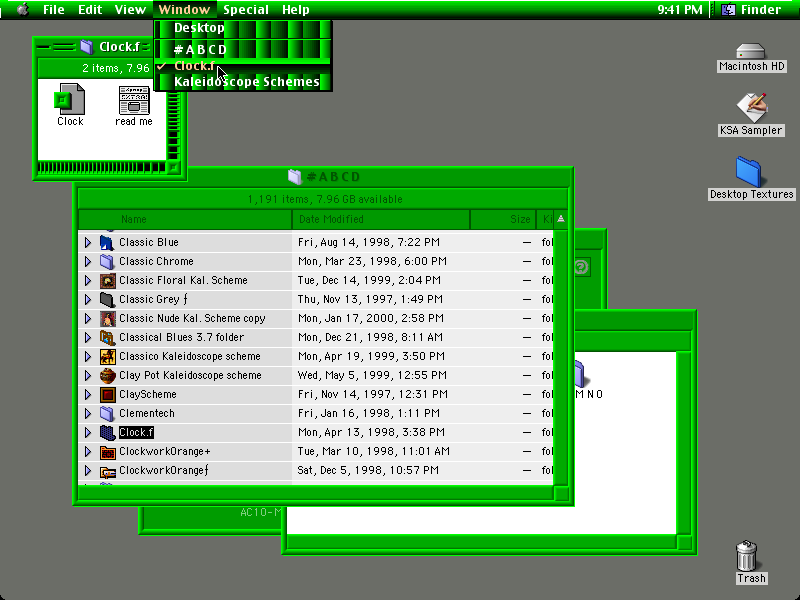 File Edit View Window Special Help 9:41 PM Finder
Desktop
#ABCD
Clock.f
Kaleidoscope Schemes
Clock.f
2 items, 7.96
Clock
read me
Macintosh HD
KSA Sampler
Desktop Textures
#ABCD
1,191 items, 7.96 GB available
Name Date Modified Size Ki
Classic Blue Fri, Aug 14, 1998, 7:22 PM — fol
Classic Chrome Mon, Mar 23, 1998, 6:00 PM — fol
Classic Floral Kal. Scheme Tue, Dec 14, 1999, 2:04 PM — fol
Classic Grey ƒ Thu, Nov 13, 1997, 1:49 PM — fol
Classic Nude Kal. Scheme copy Mon, Jan 17, 2000, 2:58 PM — fol
Classical Blues 3.7 folder Mon, Dec 21, 1998, 8:11 AM — fol
Classico Kaleidoscope scheme Mon, Apr 19, 1999, 3:50 PM — fol
Clay Pot Kaleidoscope scheme Wed, May 5, 1999, 12:55 PM — fol
ClayScheme Fri, Nov 14, 1997, 12:31 PM — fol
Clementech Fri, Jan 16, 1998, 1:11 PM — fol
Clock.f Mon, Apr 13, 1998, 3:38 PM — fol
ClockworkOrange+ Tue, Mar 10, 1998, 11:01 AM — fol
ClockworkOrangeƒ Sat, Dec 5, 1998, 10:57 PM — fol
M N O
AC10-M
Trash